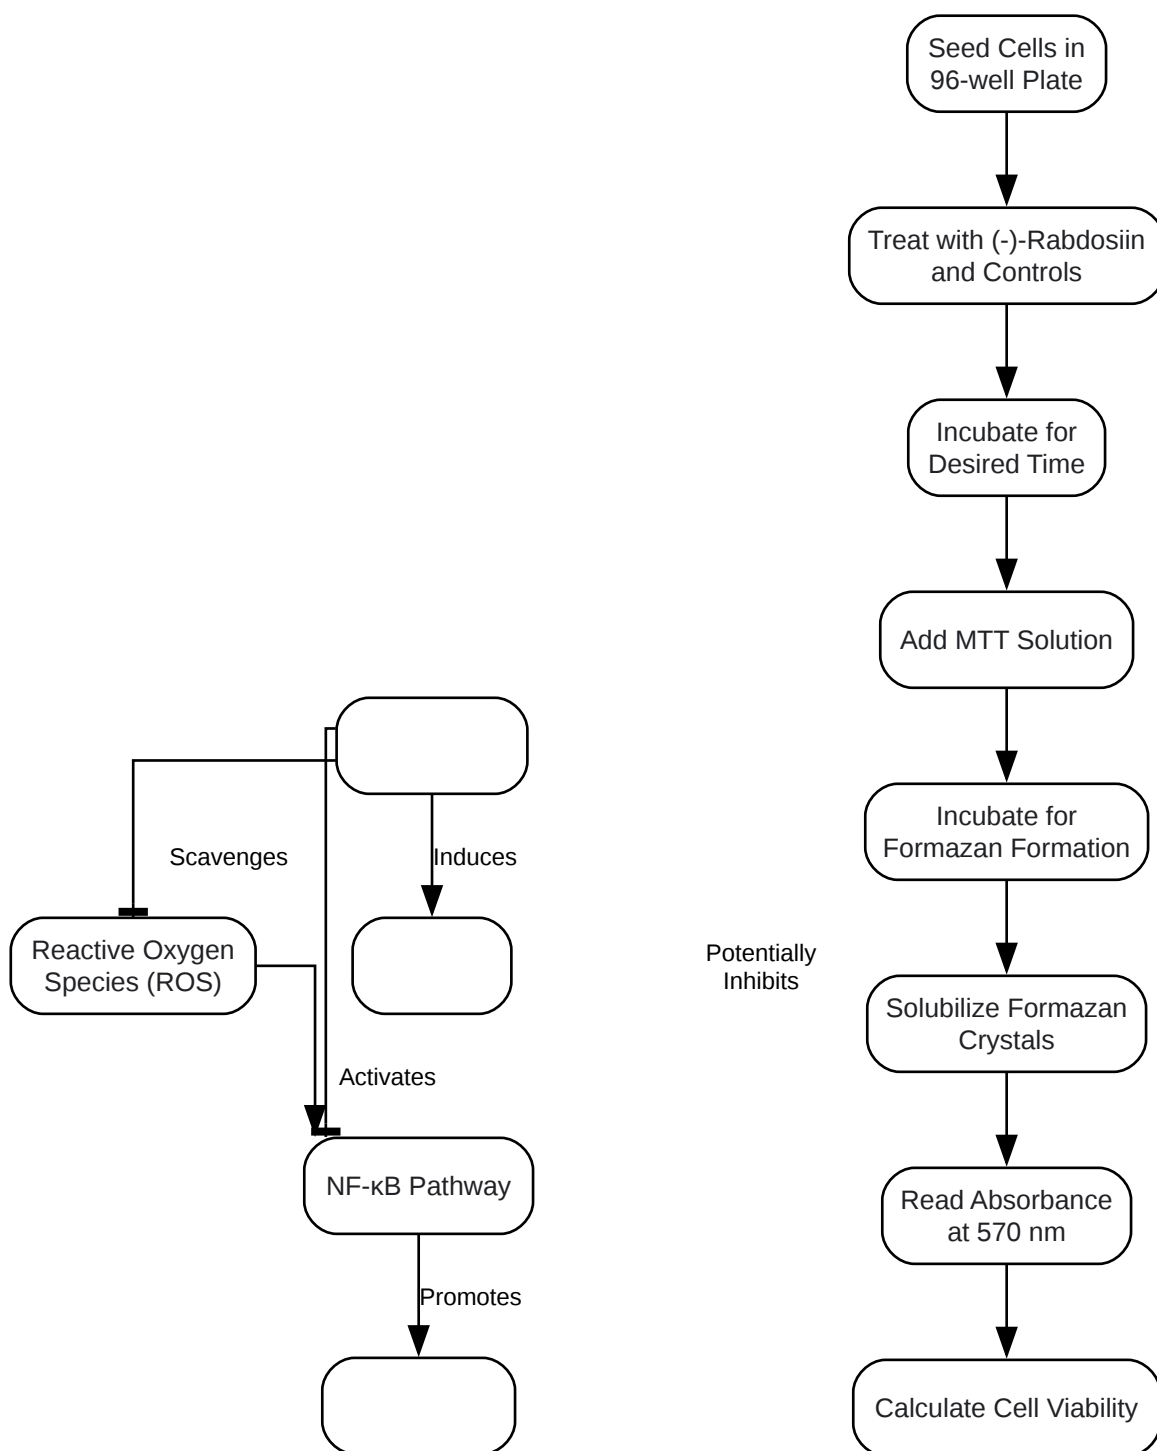 Seed Cells in
96-well Plate
Treat with (-)-Rabdosiin
and Controls
Incubate for
Desired Time
Add MTT Solution
Incubate for
Formazan Formation
Solubilize Formazan
Crystals
Read Absorbance
at 570 nm
Calculate Cell Viability
Scavenges
Induces
Reactive Oxygen
Species (ROS)
Potentially
Inhibits
Activates
NF-κB Pathway
Promotes